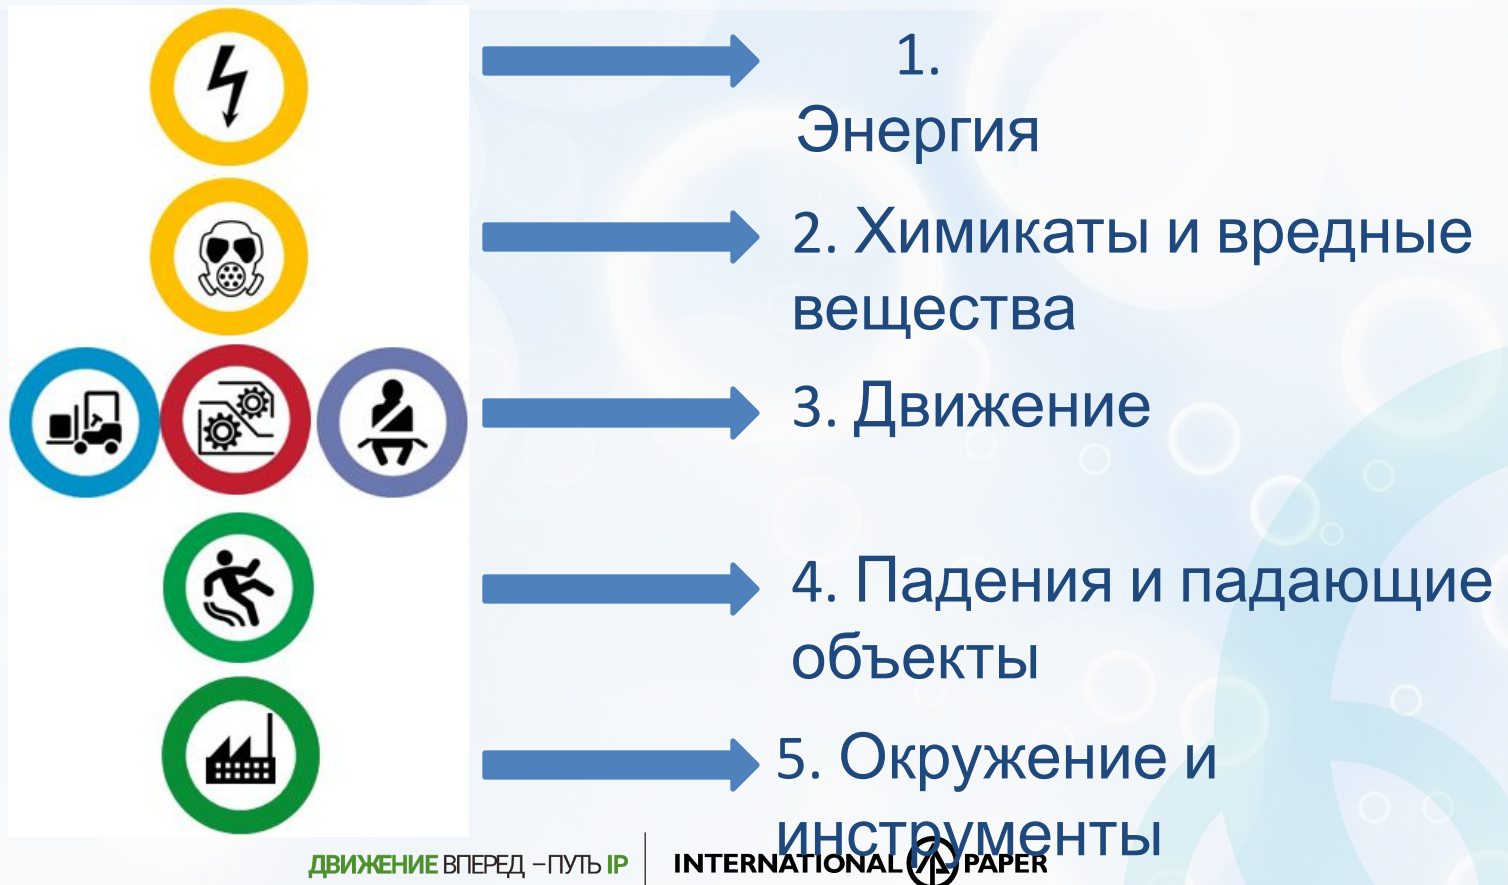 1.
Энергия
2. Химикаты и вредные
вещества
3. Движение
4. Падения и падающие
объекты
5. Окружение и
инструменты
ДВИЖЕНИЕ ВПЕРЕД – ПУТЬ IP
INTERNATIONAL PAPER